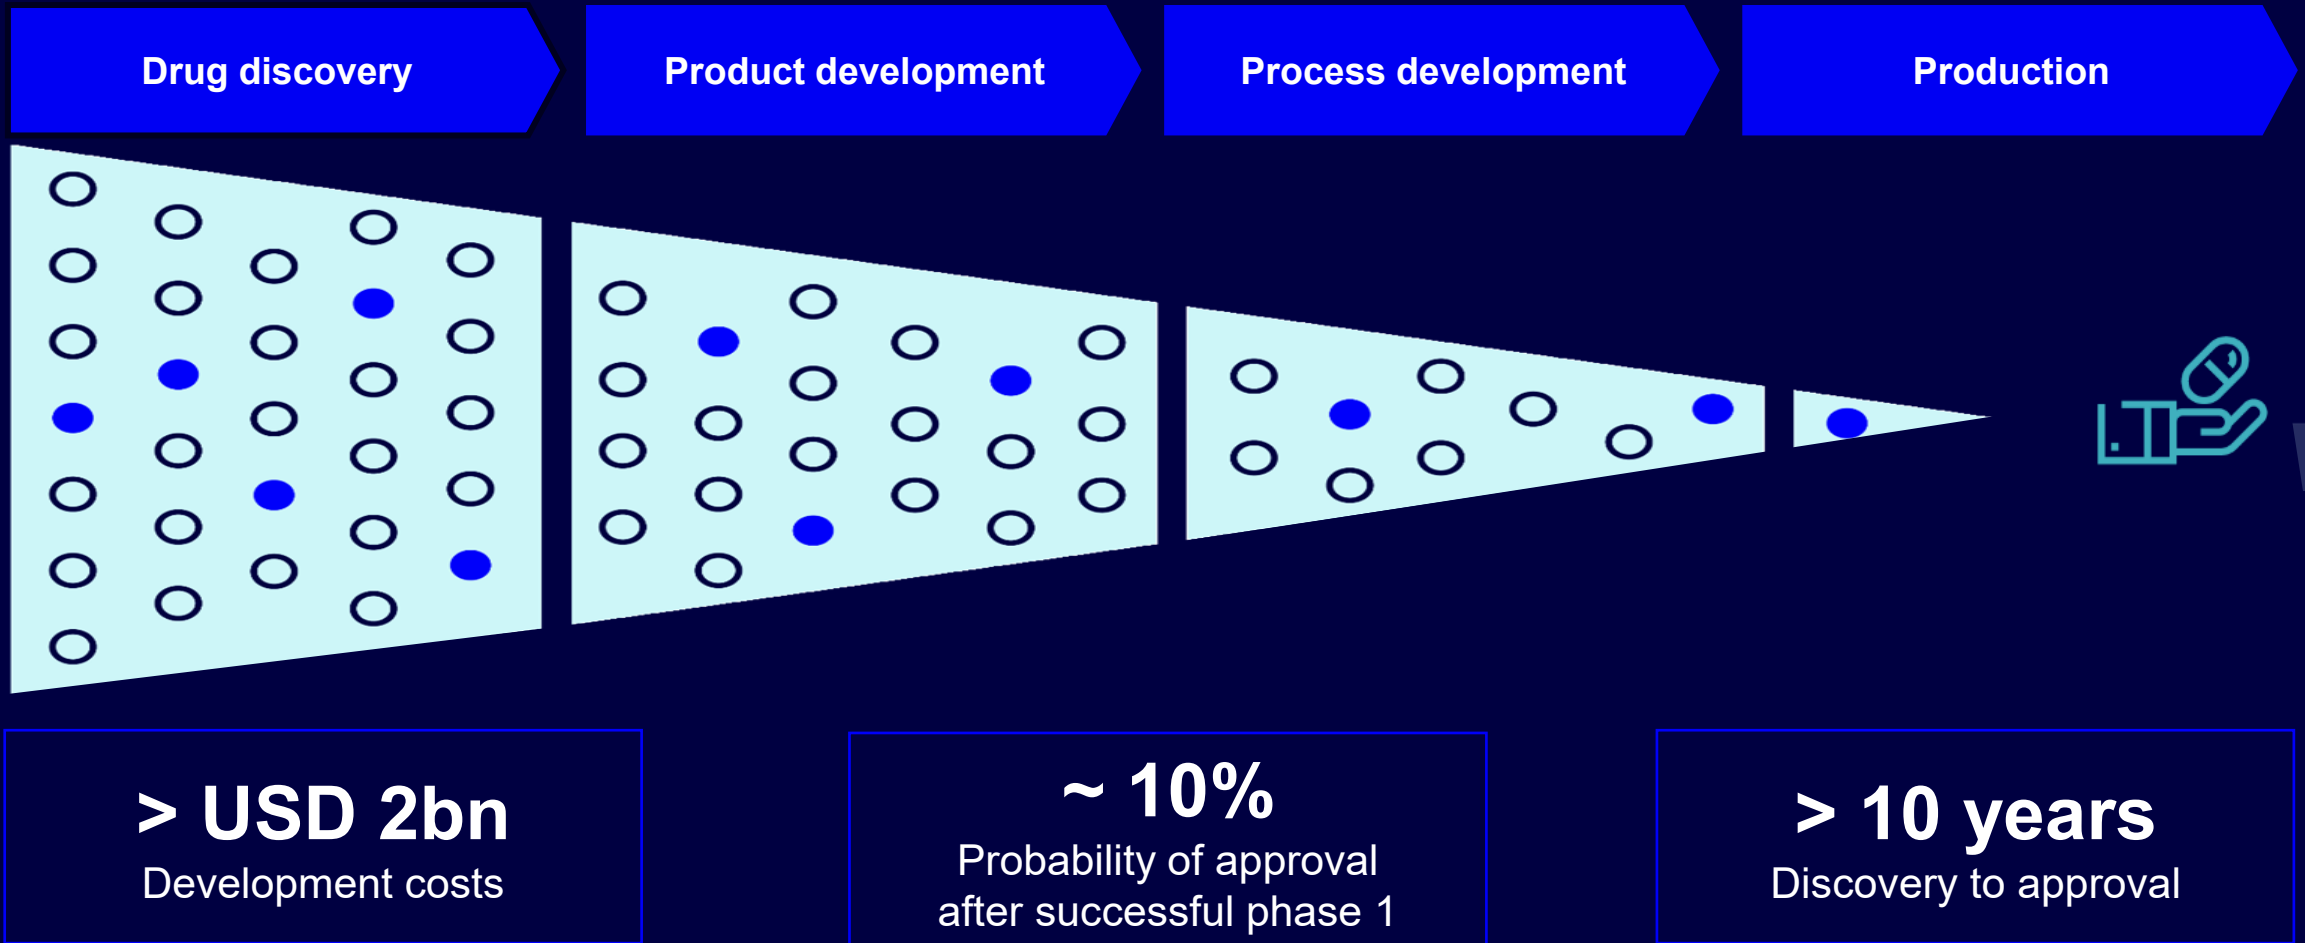 Drug discovery
Product development
Process development
Production
> USD 2bn
Development costs
~ 10%
Probability of approval
after successful phase 1
> 10 years
Discovery to approval